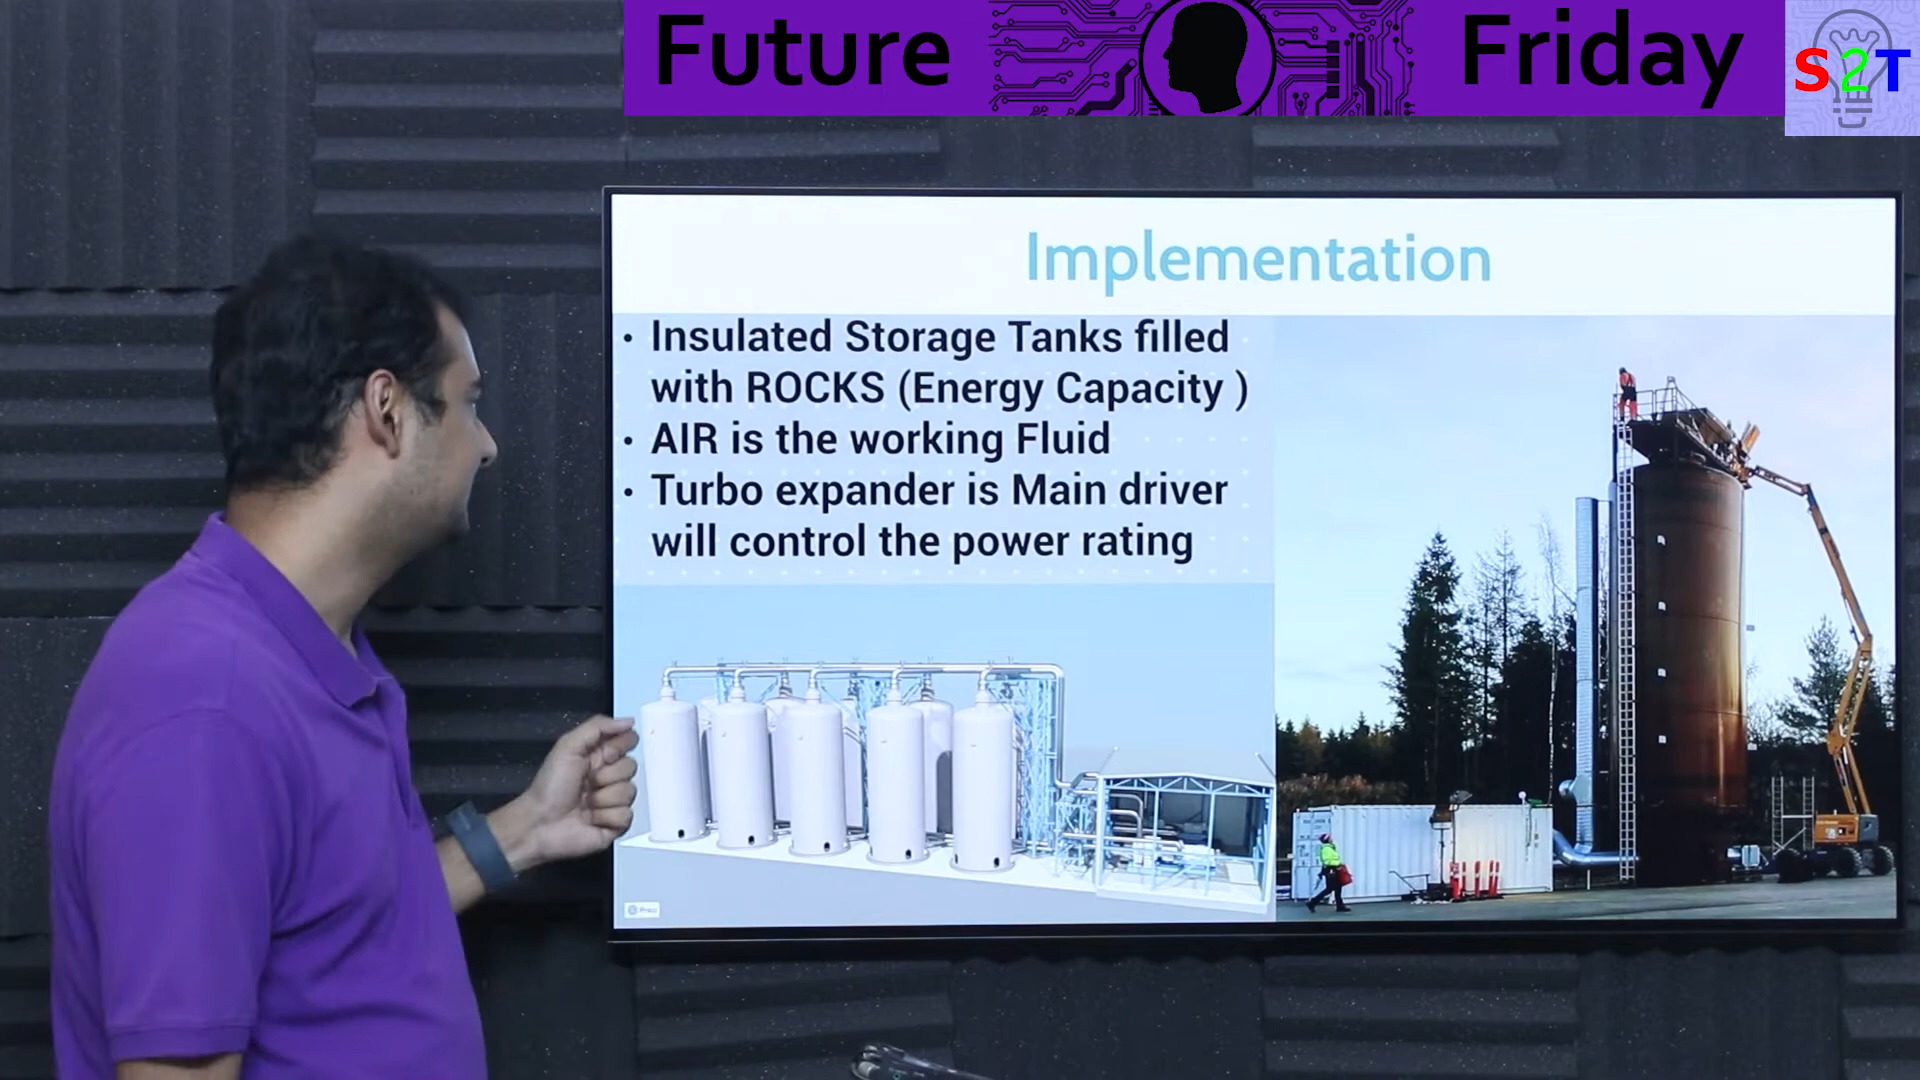 Future Friday
S2T
Implementation
• Insulated Storage Tanks filled
with ROCKS (Energy Capacity )
• AIR is the working Fluid
• Turbo expander is Main driver
will control the power rating